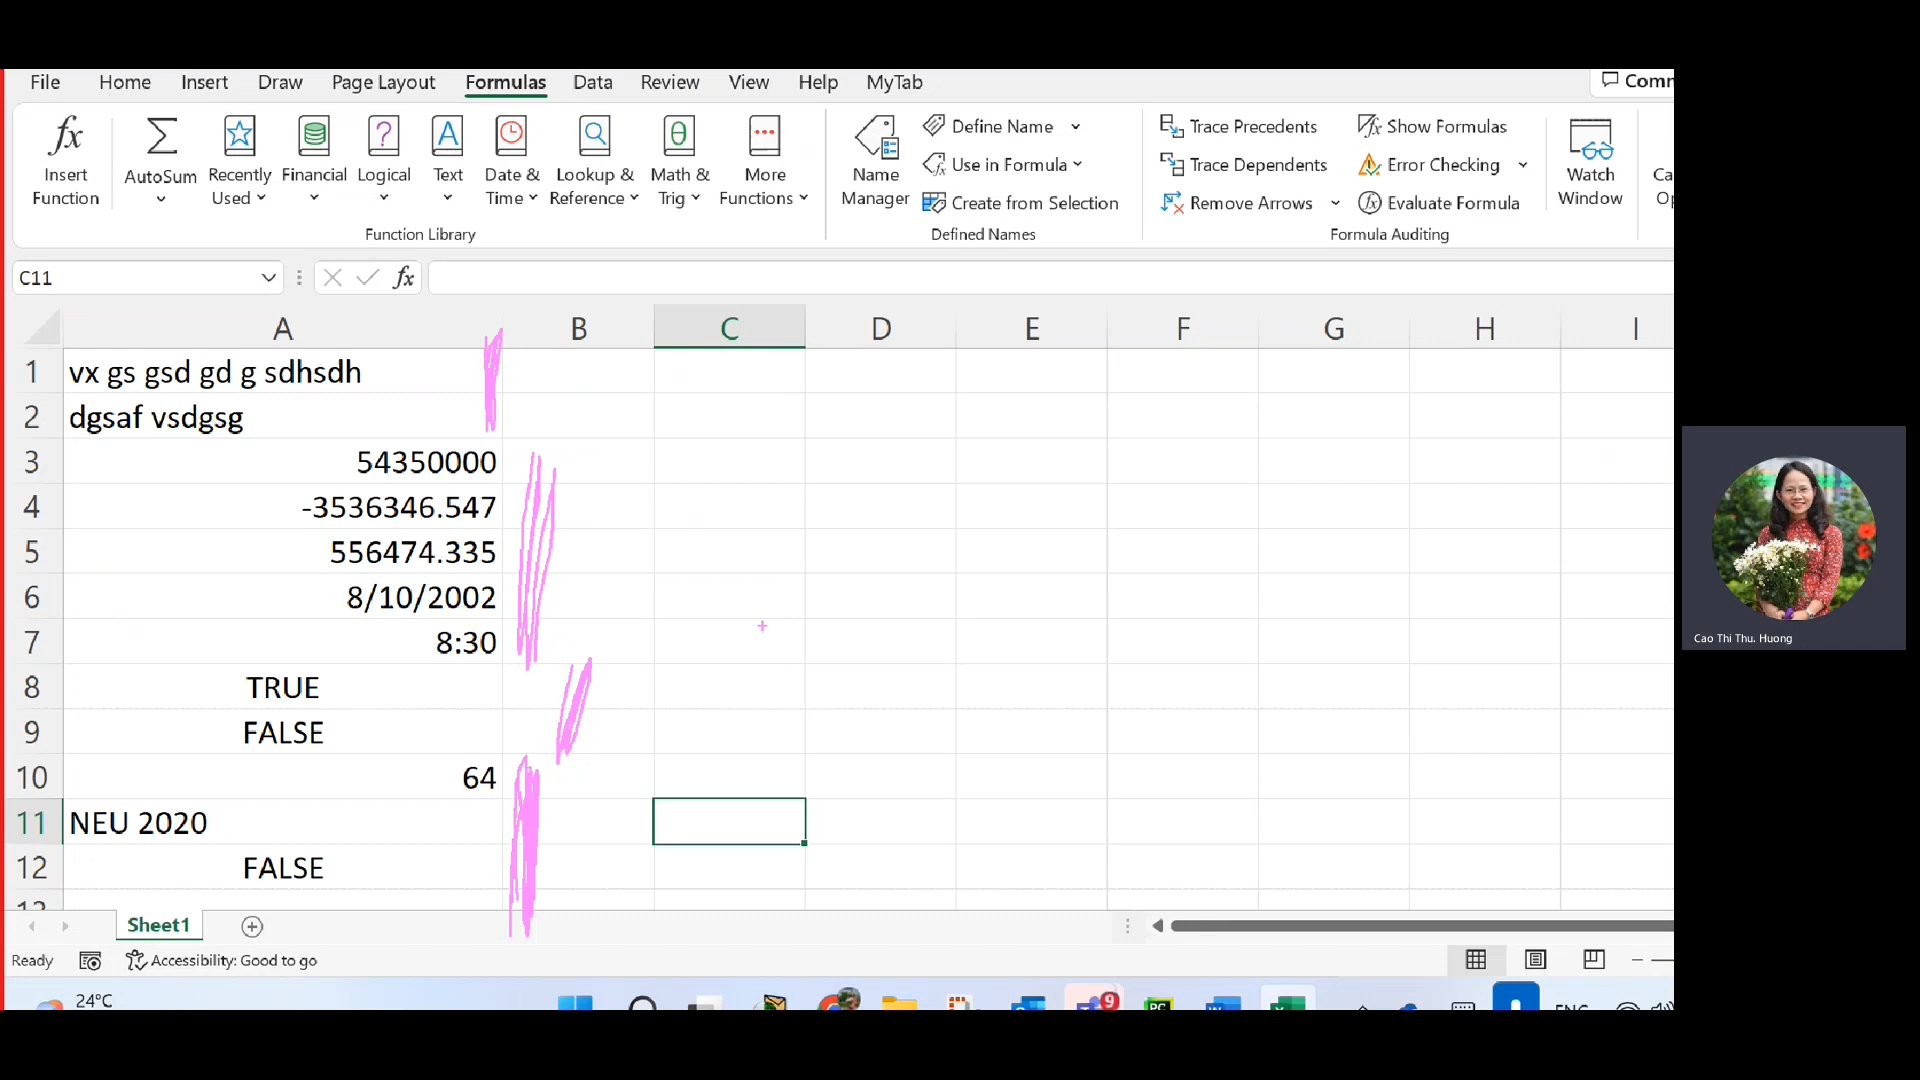 File Home Insert Draw Page Layout Formulas Data Review View Help MyTab
Insert Function
AutoSum
Recently Used
Financial
Logical
Text
Date & Time
Lookup & Reference
Math & Trig
More Functions
Function Library
Name Manager
Define Name
Use in Formula
Create from Selection
Defined Names
Trace Precedents
Trace Dependents
Remove Arrows
Show Formulas
Error Checking
Evaluate Formula
Formula Auditing
Watch Window
C11 fx
A B C D E F G H I
1 vx gs gsd gd g sdhsdh
2 dgsaf vsdgsg
3 54350000
4 -3536346.547
5 556474.335
6 8/10/2002
7 8:30
8 TRUE
9 FALSE
10 64
11 NEU 2020
12 FALSE
Cao Thi Thu. Huong
Sheet1
Ready Accessibility: Good to go
24°C 9